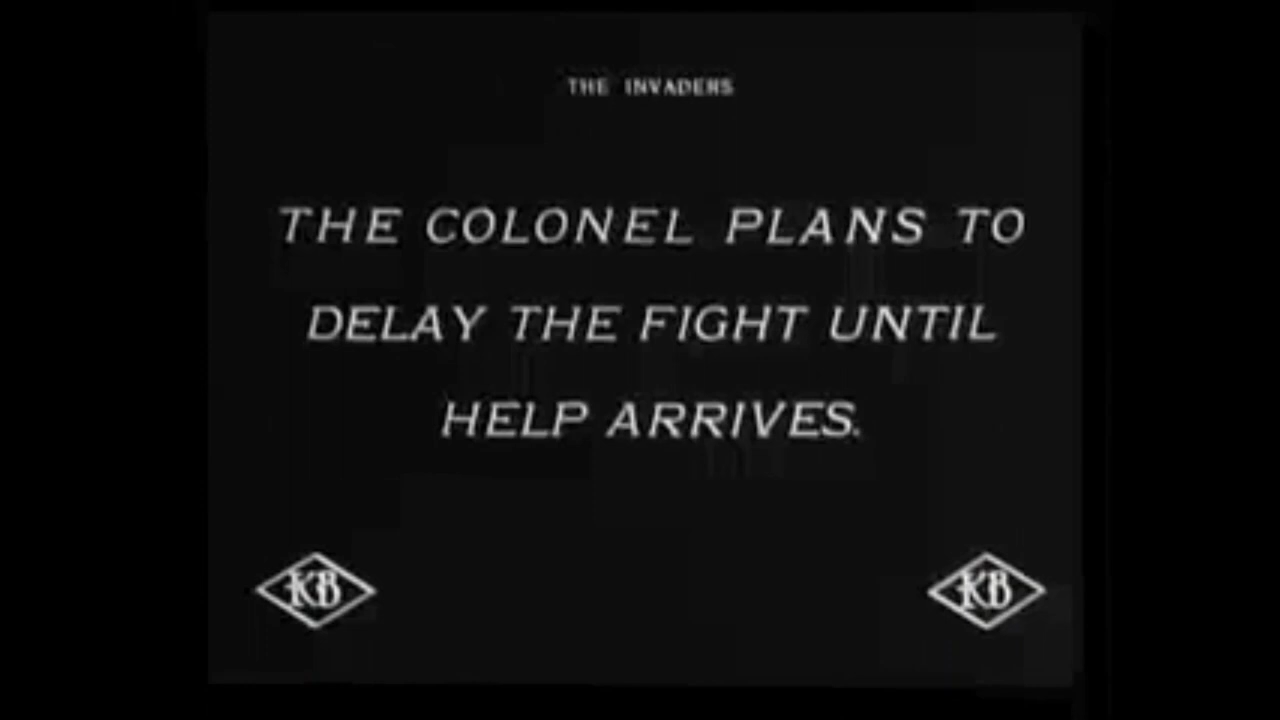 THE INVADERS
THE COLONEL PLANS TO
DELAY THE FIGHT UNTIL
HELP ARRIVES.
KB KB